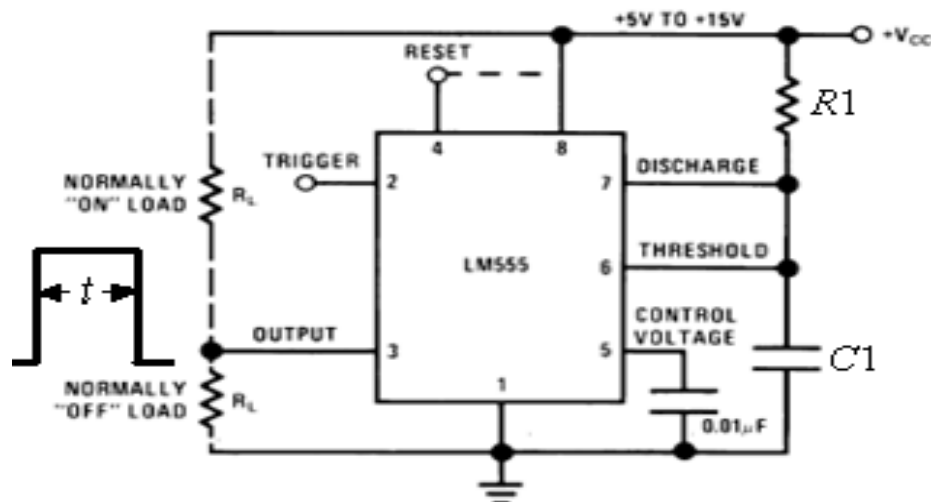 +5V TO +15V
+VCC
RESET
R1
4
8
TRIGGER
2
7
DISCHARGE
NORMALLY
"ON" LOAD
RL
LM555
6
THRESHOLD
t
OUTPUT
3
CONTROL
VOLTAGE
5
C1
NORMALLY
"OFF" LOAD
RL
1
0.01µF